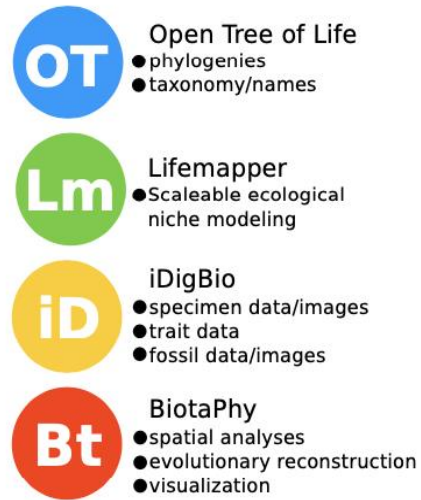 OT
Open Tree of Life
●phylogenies
●taxonomy/names
Lm
Lifemapper
●Scaleable ecological
niche modeling
iD
iDigBio
●specimen data/images
●trait data
●fossil data/images
Bt
BiotaPhy
●spatial analyses
●evolutionary reconstruction
●visualization